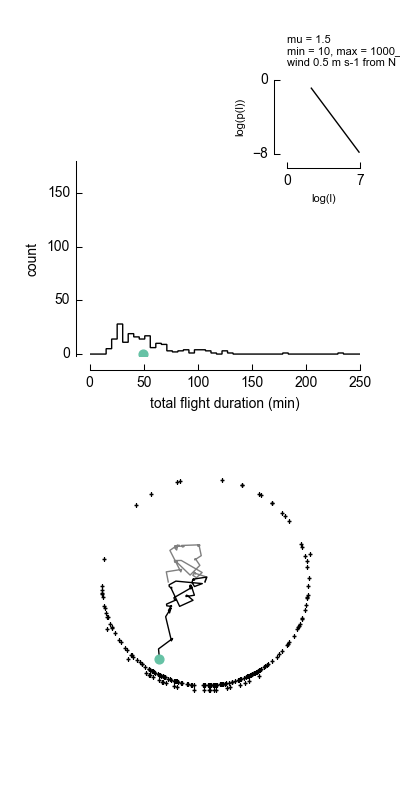 mu = 1.5
min = 10, max = 1000_
wind 0.5 m s-1 from N
0
log(p(l))
−8
0
7
log(l)
150
100
count
50
0
0
50
100
150
200
250
total flight duration (min)